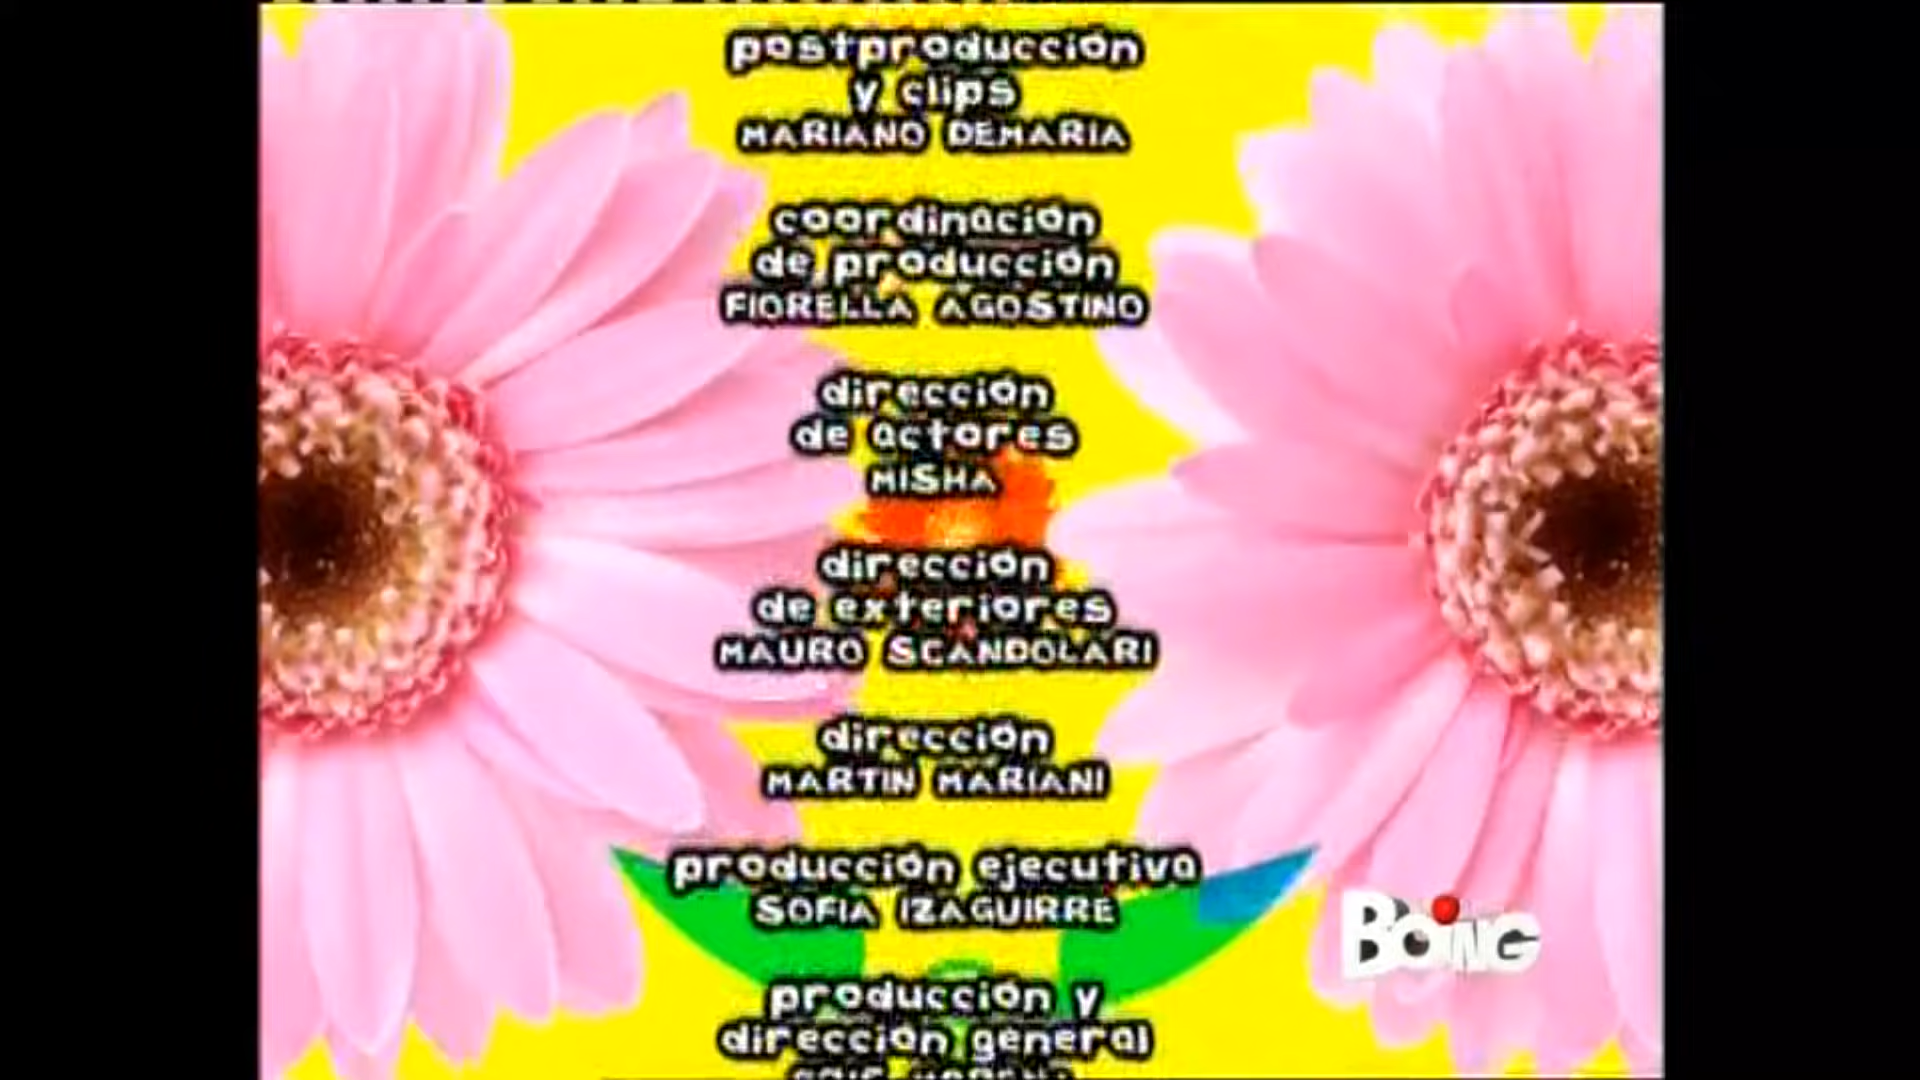 postproducción
y clips
MARIANO DEMARIA
coordinación
de producción
FIORELLA AGOSTINO
dirección
de actores
MISHA
dirección
de exteriores
MAURO SCANDOLARI
dirección
MARTIN MARIANI
producción ejecutiva
SOFIA IZAGUIRRE
producción y
dirección general
BOING